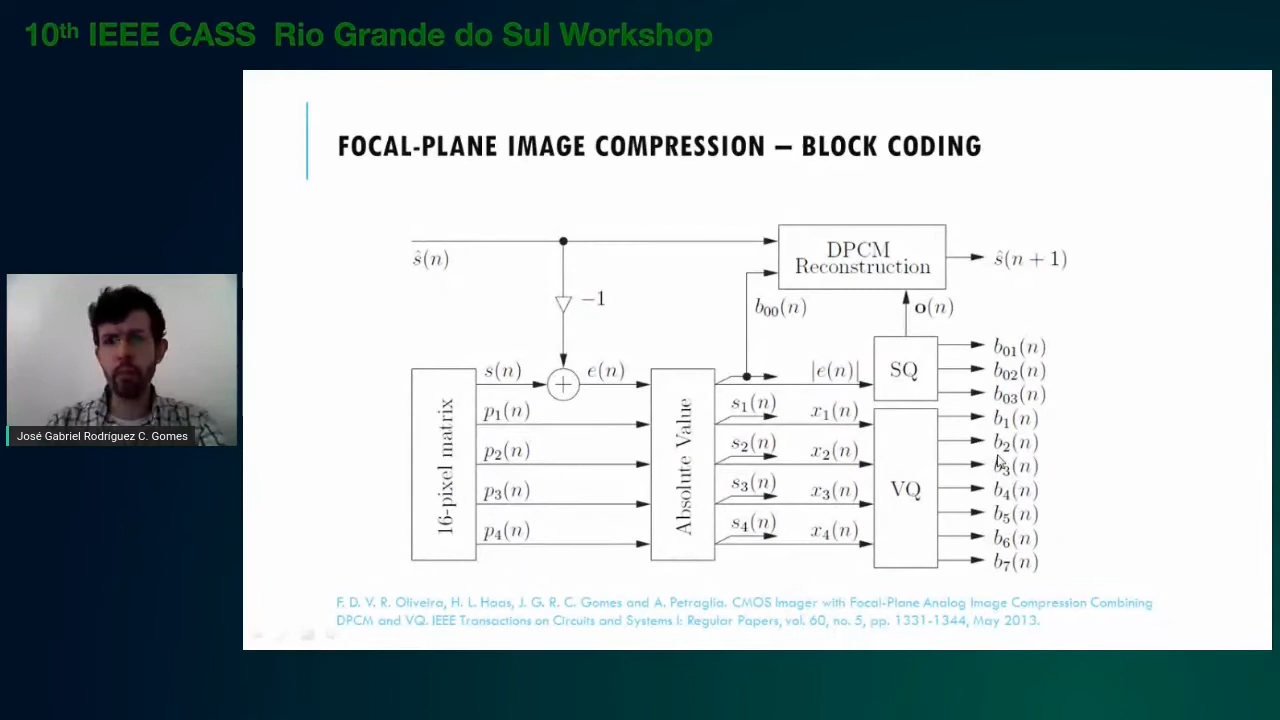 10th IEEE CASS Rio Grande do Sul Workshop
FOCAL-PLANE IMAGE COMPRESSION – BLOCK CODING
ŝ(n)
DPCM
Reconstruction
ŝ(n + 1)
−1
b00(n)
o(n)
16-pixel matrix
s(n)
+
e(n)
p1(n)
p2(n)
p3(n)
p4(n)
Absolute Value
|e(n)|
s1(n)
x1(n)
s2(n)
x2(n)
s3(n)
x3(n)
s4(n)
x4(n)
SQ
VQ
b01(n)
b02(n)
b03(n)
b1(n)
b2(n)
b3(n)
b4(n)
b5(n)
b6(n)
b7(n)
José Gabriel Rodríguez C. Gomes
F. D. V. R. Oliveira, H. L. Haas, J. G. R. C. Gomes and A. Petraglia. CMOS Imager with Focal-Plane Analog Image Compression Combining
DPCM and VQ. IEEE Transactions on Circuits and Systems I: Regular Papers, vol. 60, no. 5, pp. 1331-1344, May 2013.